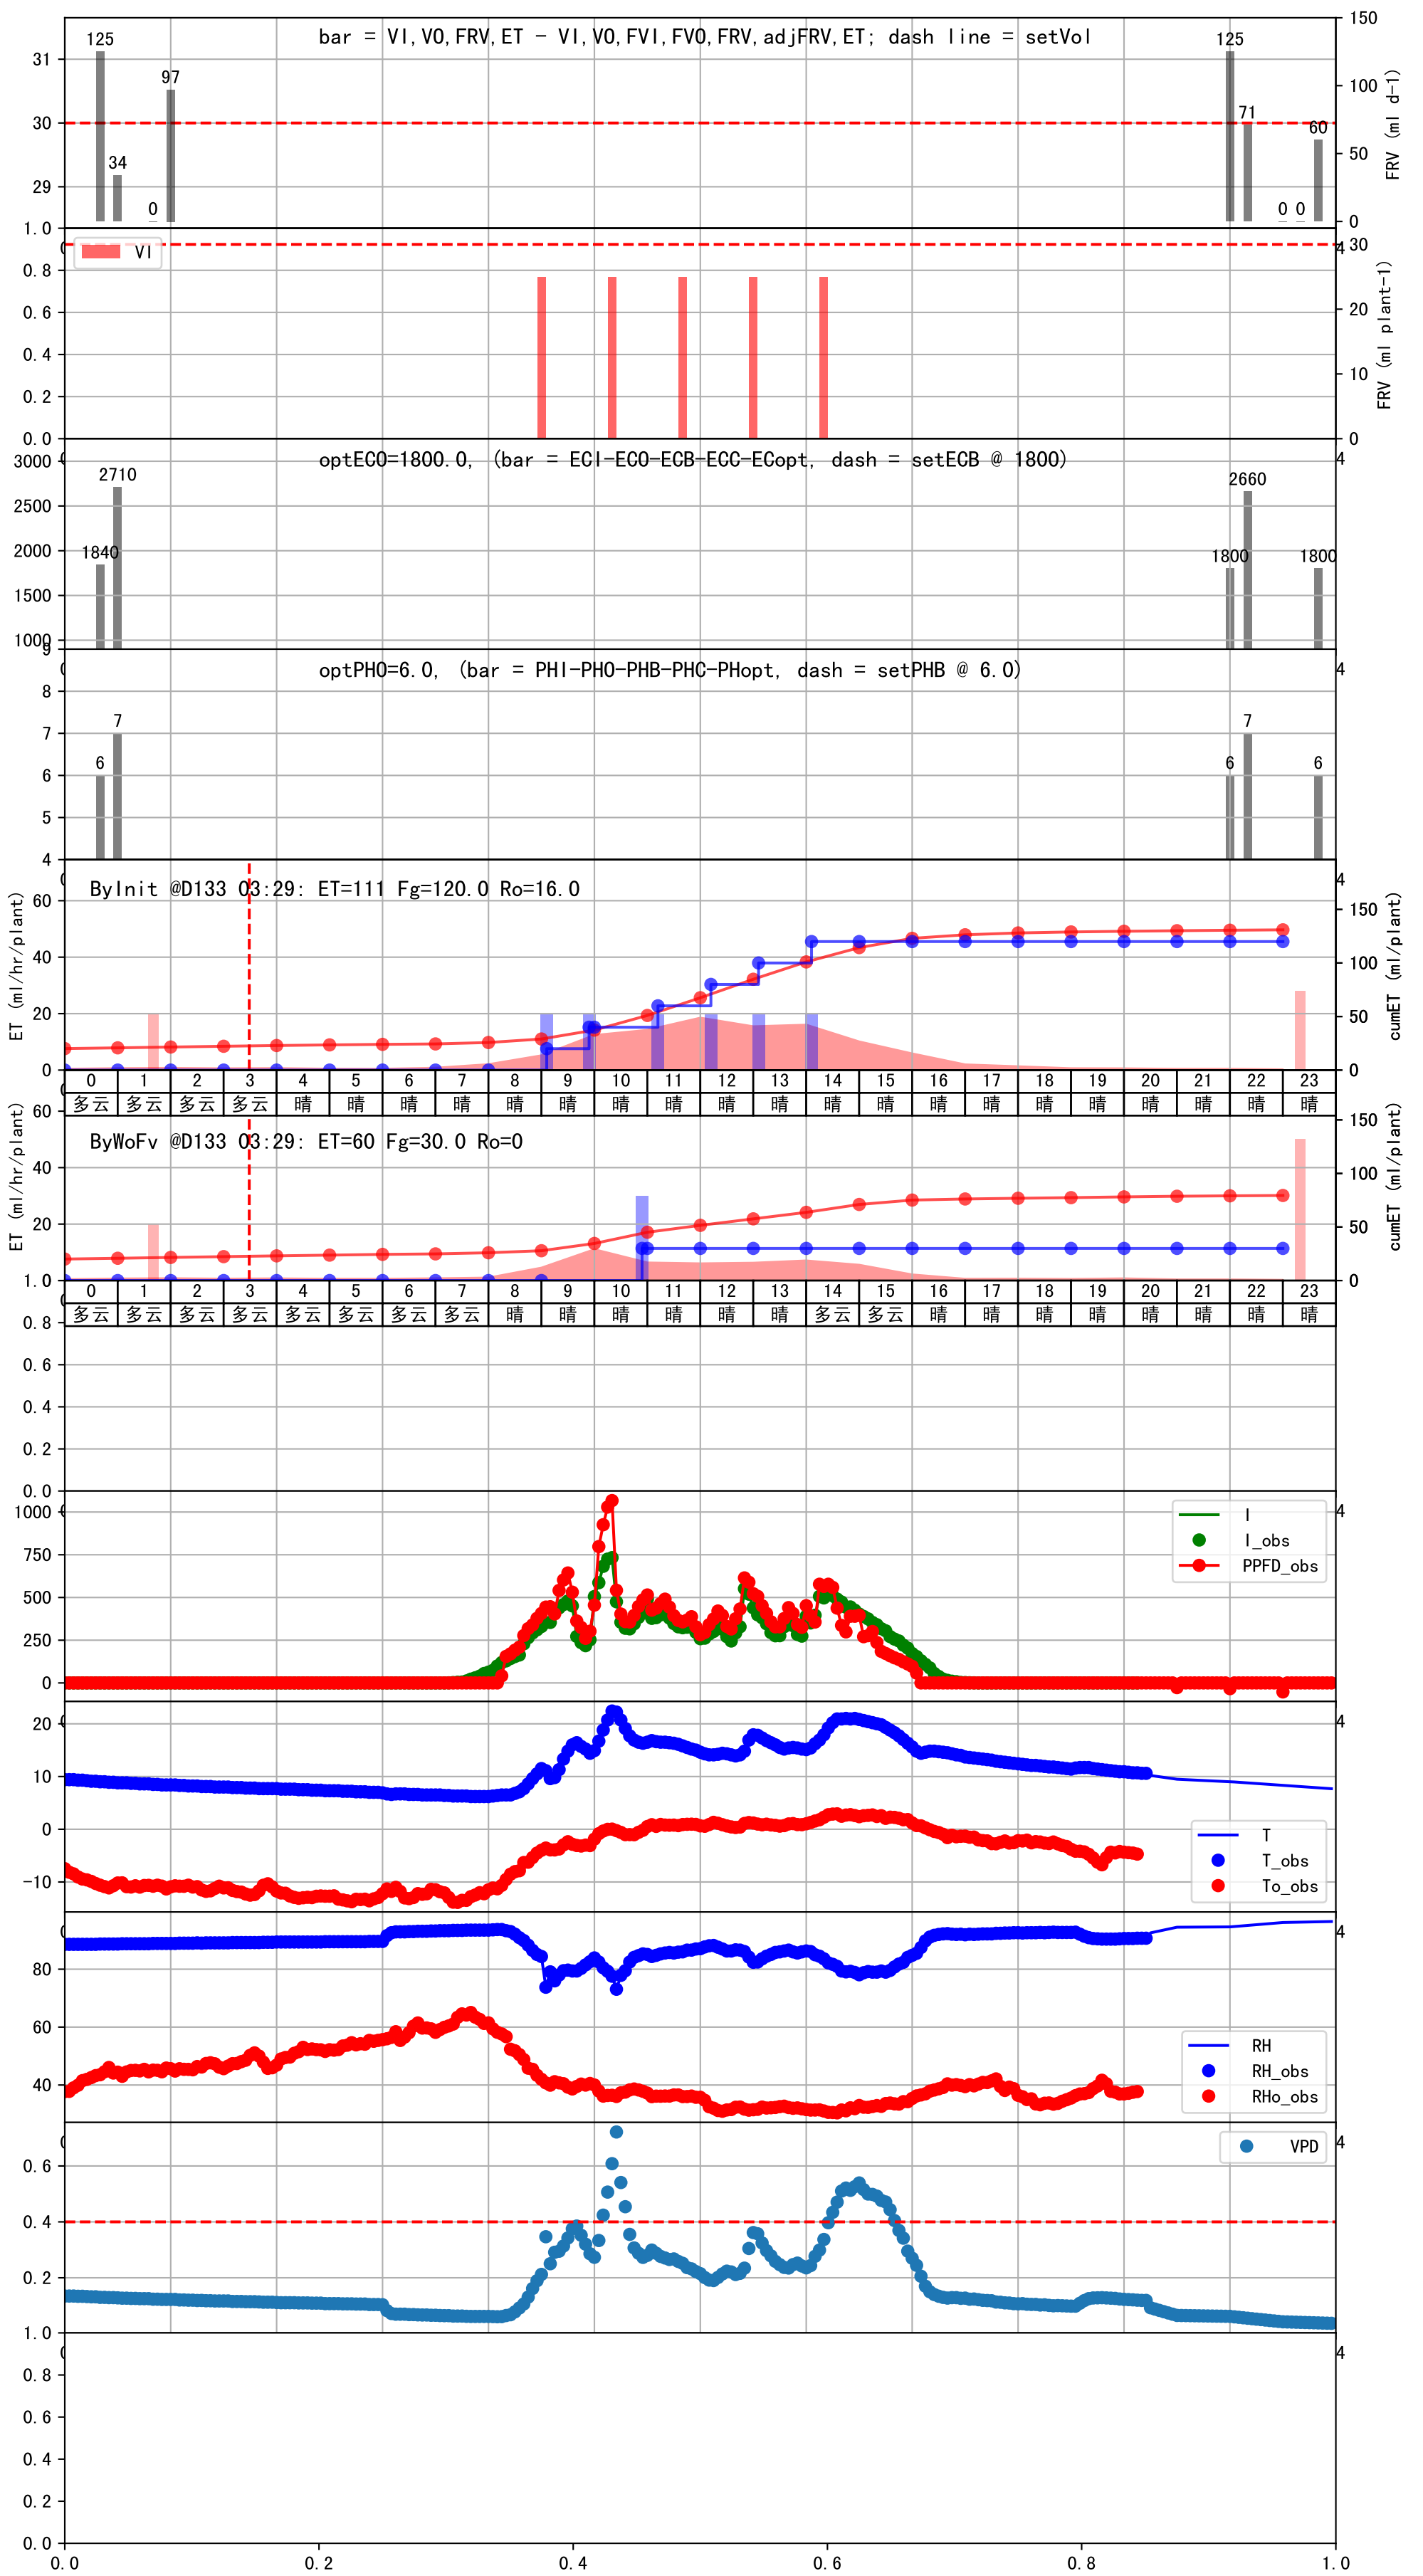 bar = VI,VO,FRV,ET - VI,VO,FVI,FVO,FRV,adjFRV,ET; dash line = setVol
125 34 0 97 125 71 0 0 60
31 30 29
150 100 50 0
FRV (ml d-1)
VI
1.0 0.8 0.6 0.4 0.2 0.0
30 20 10 0
FRV (ml plant-1)
optECO=1800.0, (bar = ECI-ECO-ECB-ECC-ECopt, dash = setECB @ 1800)
1840 2710 1800 2660 1800
3000 2500 2000 1500 1000
4
optPHO=6.0, (bar = PHI-PHO-PHB-PHC-PHopt, dash = setPHB @ 6.0)
6 7 6 7 6
9 8 7 6 5 4
4
ByInit @D133 03:29: ET=111 Fg=120.0 Ro=16.0
ET (ml/hr/plant)
60 40 20 0
150 100 50 0
cumET (ml/plant)
0 1 2 3 4 5 6 7 8 9 10 11 12 13 14 15 16 17 18 19 20 21 22 23
多云 多云 多云 多云 晴 晴 晴 晴 晴 晴 晴 晴 晴 晴 晴 晴 晴 晴 晴 晴 晴 晴 晴 晴
ByWoFv @D133 03:29: ET=60 Fg=30.0 Ro=0
ET (ml/hr/plant)
60 40 20
150 100 50 0
cumET (ml/plant)
0 1 2 3 4 5 6 7 8 9 10 11 12 13 14 15 16 17 18 19 20 21 22 23
多云 多云 多云 多云 多云 多云 多云 多云 晴 晴 晴 晴 晴 晴 多云 多云 晴 晴 晴 晴 晴 晴 晴 晴
1.0 0.8 0.6 0.4 0.2 0.0
I
I_obs
PPFD_obs
1000 750 500 250 0
4
T
T_obs
To_obs
20 10 0 -10
4
RH
RH_obs
RHo_obs
80 60 40
4
VPD
0.6 0.4 0.2
4
1.0 0.8 0.6 0.4 0.2 0.0
4
0.0 0.2 0.4 0.6 0.8 1.0